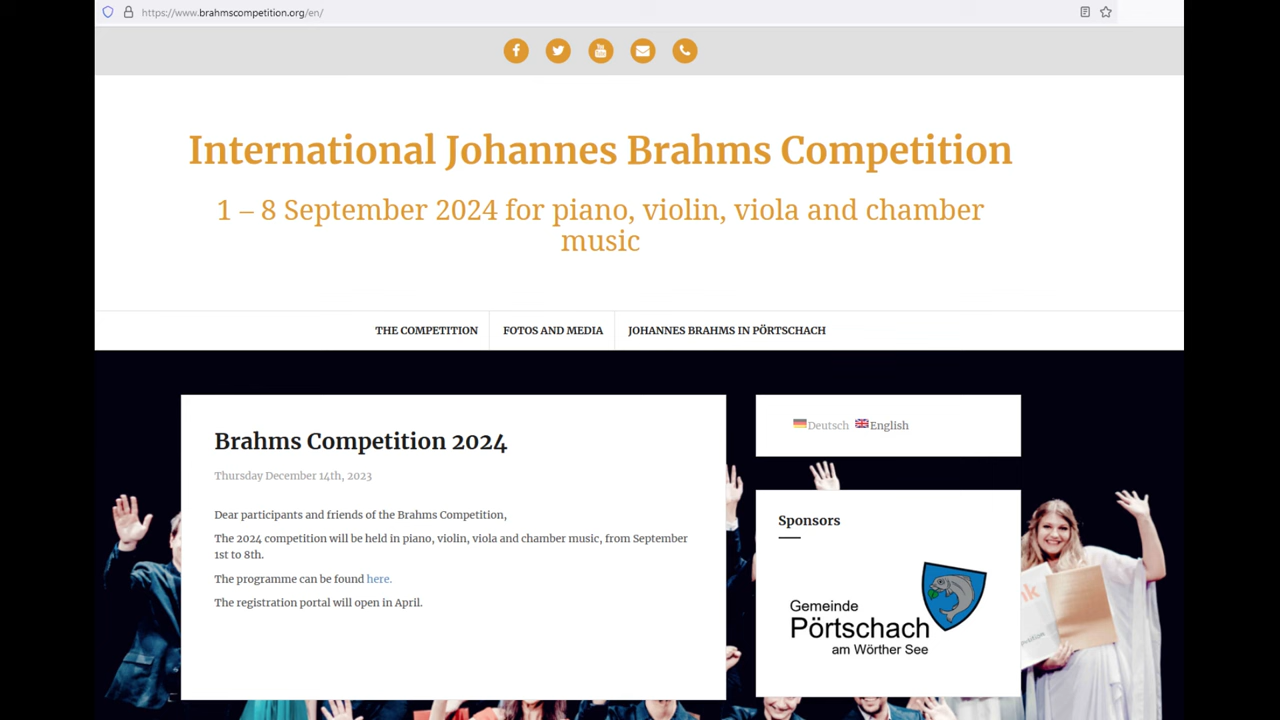 https://www.brahmscompetition.org/en/
International Johannes Brahms Competition
1 – 8 September 2024 for piano, violin, viola and chamber
music
THE COMPETITION
FOTOS AND MEDIA
JOHANNES BRAHMS IN PÖRTSCHACH
Brahms Competition 2024
Thursday December 14th, 2023
Dear participants and friends of the Brahms Competition,
The 2024 competition will be held in piano, violin, viola and chamber music, from September
1st to 8th.
The programme can be found here.
The registration portal will open in April.
Deutsch English
Sponsors
Gemeinde
Pörtschach
am Wörther See